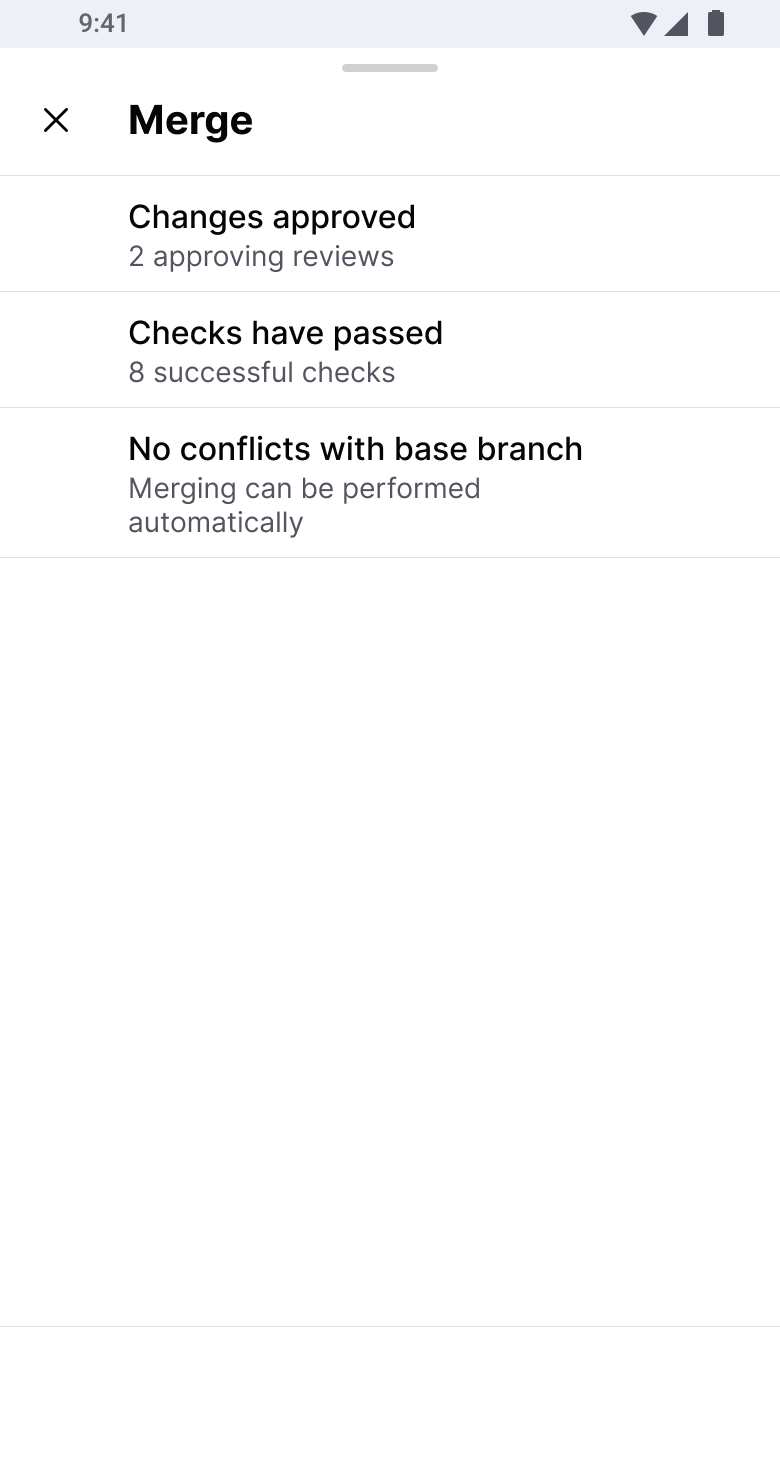 9:41
Merge
Changes approved
2 approving reviews
Checks have passed
8 successful checks
No conflicts with base branch
Merging can be performed
automatically